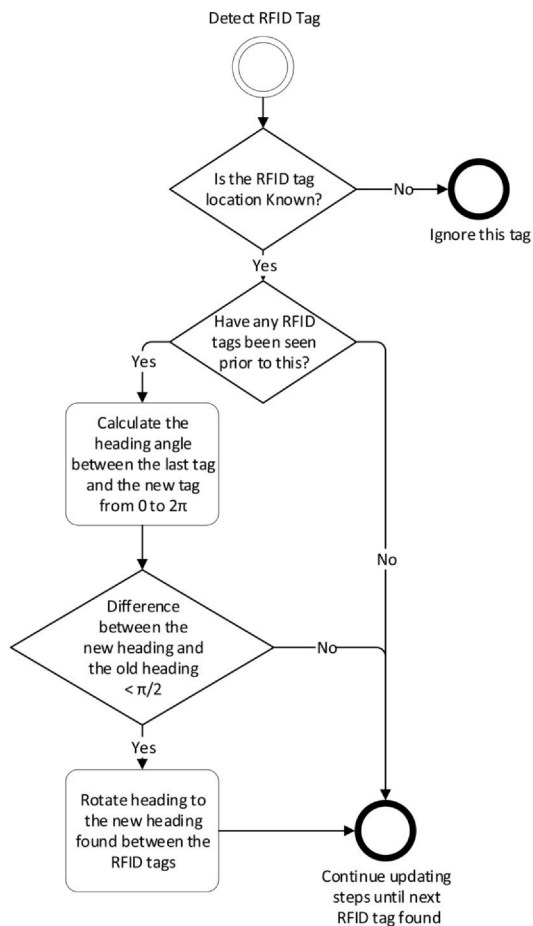 Detect RFID Tag
Is the RFID tag
location Known?
No
Ignore this tag
Yes
Have any RFID
tags been seen
prior to this?
Yes
Calculate the
heading angle
between the last tag
and the new tag
from 0 to 2π
No
Difference
between the
new heading and
the old heading
< π/2
No
Yes
Rotate heading to
the new heading
found between the
RFID tags
Continue updating
steps until next
RFID tag found